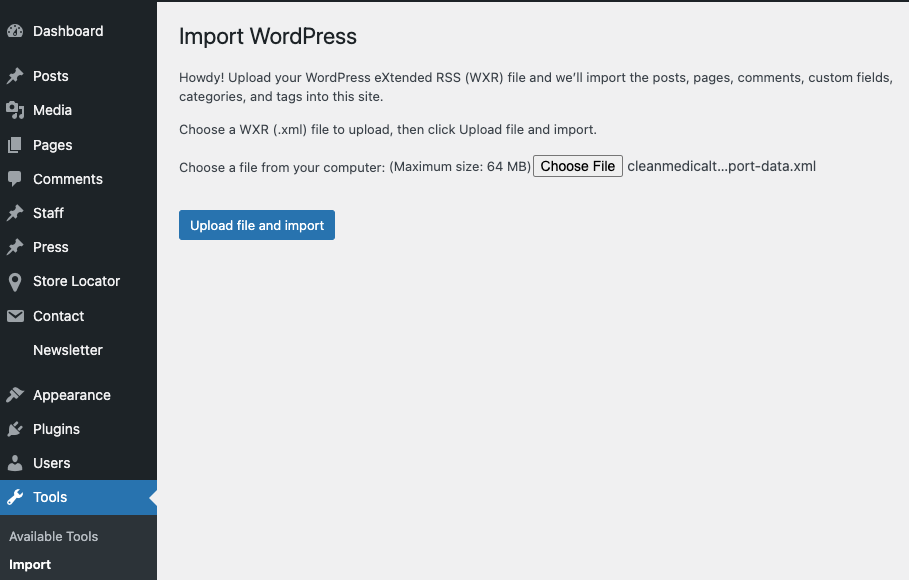 Dashboard
Posts
Media
Pages
Comments
Staff
Press
Store Locator
Contact
Newsletter
Appearance
Plugins
Users
Tools
Available Tools
Import
Import WordPress
Howdy! Upload your WordPress eXtended RSS (WXR) file and we’ll import the posts, pages, comments, custom fields,
categories, and tags into this site.
Choose a WXR (.xml) file to upload, then click Upload file and import.
Choose a file from your computer: (Maximum size: 64 MB) Choose File cleanmedicalt...port-data.xml
Upload file and import